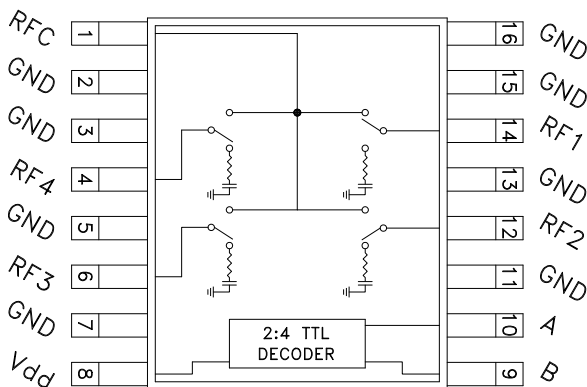 RFC 1
GND 2
GND 3
RF4 4
GND 5
RF3 6
GND 7
Vdd 8
2:4 TTL
DECODER
16 GND
15 GND
14 RF1
13 GND
12 RF2
11 GND
10 A
9 B